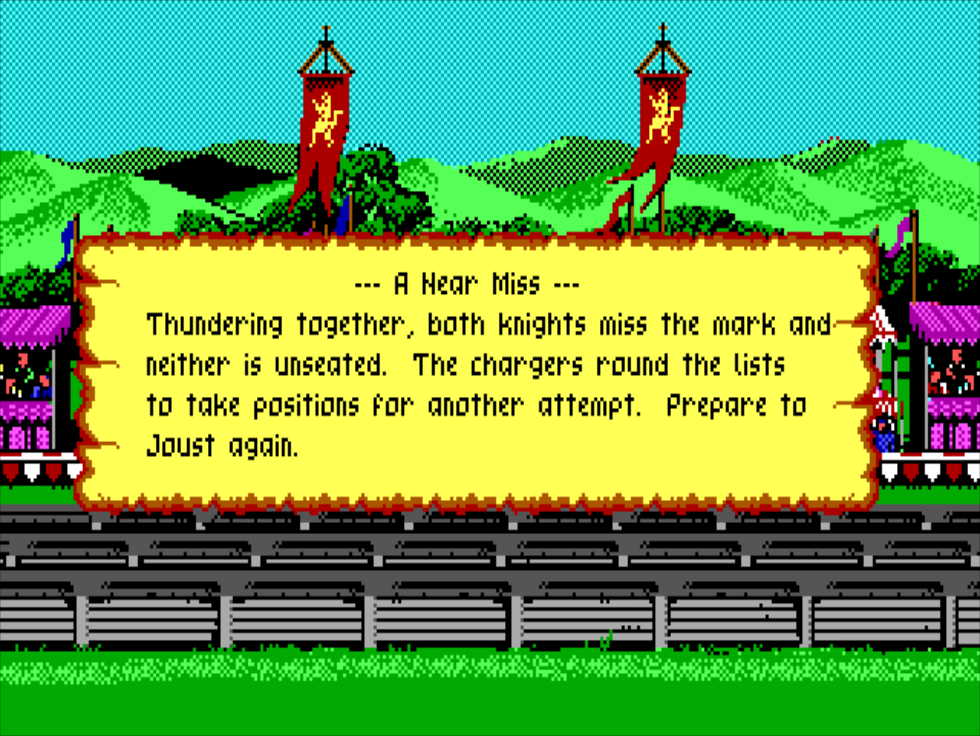 --- A Near Miss ---
Thundering together, both knights miss the mark and
neither is unseated.  The chargers round the lists
to take positions for another attempt.  Prepare to
Joust again.